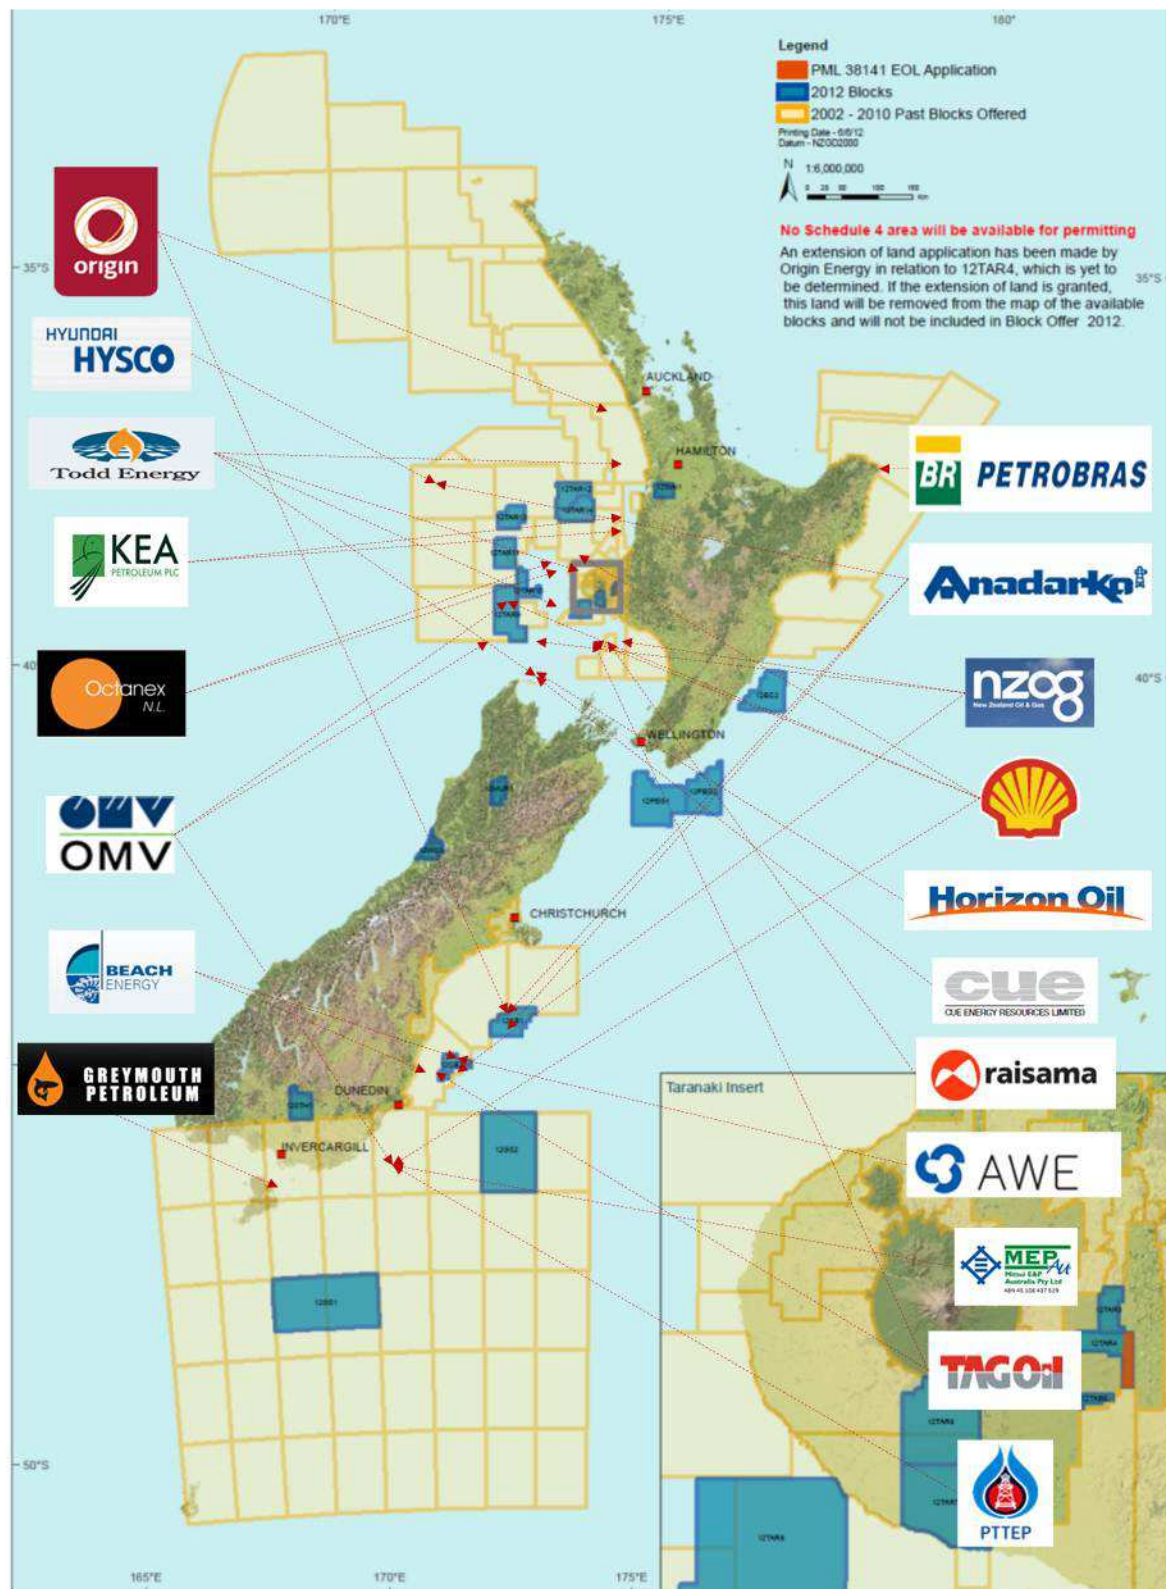 170°E
175°E
180°
Legend
PML 38141 EOL Application
2012 Blocks
2002 - 2010 Past Blocks Offered
Printing Date - 6/6/12
Datum - NZGD2000
N
1:6,000,000
No Schedule 4 area will be available for permitting
An extension of land application has been made by
Origin Energy in relation to 12TAR4, which is yet to
be determined. If the extension of land is granted,
this land will be removed from the map of the available
blocks and will not be included in Block Offer 2012.
35°S
35°S
origin
HYUNDAI
HYSCO
Todd Energy
KEA
PETROLEUM PLC
Octanex
N.L.
OMV
OMV
BEACH
ENERGY
GREYMOUTH
PETROLEUM
AUCKLAND
HAMILTON
WELLINGTON
CHRISTCHURCH
DUNEDIN
INVERCARGILL
40°S
BR PETROBRAS
Anadarko
nzog
New Zealand Oil & Gas
Horizon Oil
cue
CUE ENERGY RESOURCES LIMITED
raisama
AWE
MEP Au
Mitsui E&P
Australia Pty Ltd
TAG Oil
PTTEP
Taranaki Insert
12TAR4
50°S
165°E
170°E
175°E